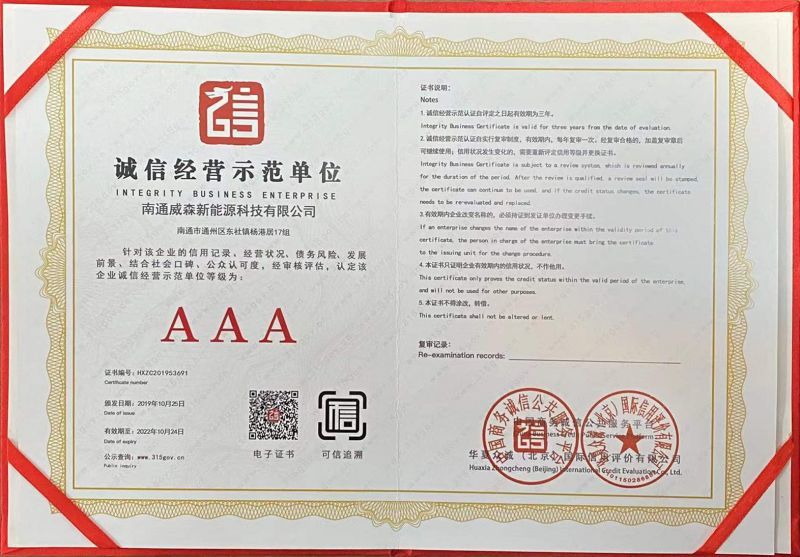 诚信经营示范单位
INTEGRITY BUSINESS ENTERPRISE
南通威森新能源科技有限公司
南通市通州区东社镇杨港居17组
针对该企业的信用记录、经营状况、债务风险、发展
前景、结合社会口碑、公众认可度,经审核评估,认定该
企业诚信经营示范单位等级为:
AAA
证书编号:HXZC201953691
Certificate number
颁发日期:2019年10月25日
Date of issue
有效期至:2022年10月24日
Date of expiry
公示查询:www.315gov.cn
Public inquiry
电子证书
信
可信追溯
证书说明:
Notes
1. 诚信经营示范认证自评定之日起有效期为三年。
Integrity Business Certificate is valid for three years from the date of evaluation.
2. 诚信经营示范认证自实行复审制度,有效期内,每年复审一次,经复审合格的,加盖复审章后
可继续使用;信用状况发生变化的,需要重新评定信用等级并更换证书。
Integrity Business Certificate is subject to a review system, which is reviewed annually
for the duration of the period. After the review is qualified, a review seal will be stamped,
the certificate can continue to be used, and if the credit status changes, the certificate
needs to be re-evaluated and replaced.
3. 有效期内企业改变名称的,必须持证到发证单位办理变更手续。
If an enterprise changes the name of the enterprise within the validity period of this
certificate, the person in charge of the enterprise must bring the certificate
to the issuing unit for the change procedure.
4. 本证书只证明企业有效期内的信用状况,不作他用。
This certificate only proves the credit status within the valid period of the enterprise,
and will not be used for other purposes.
5. 本证书不得涂改,转借。
This certificate shall not be altered or lent.
复审记录:
Re-examination records:
中国商务诚信公共服务平台
华夏众诚(北京)国际信用评价有限公司
Huaxia Zhongcheng (Beijing) International Credit Evaluation Co., Ltd.